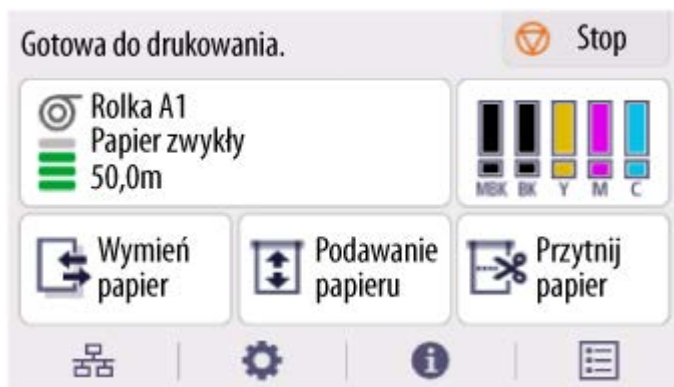 Gotowa do drukowania.
Stop
Rolka A1
Papier zwykły
50,0m
MBK BK Y M C
Wymień
papier
Podawanie
papieru
Przytnij
papier